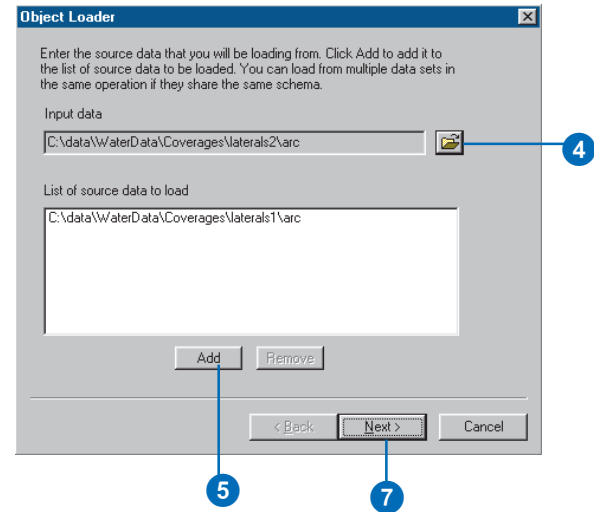 Object Loader
Enter the source data that you will be loading from. Click Add to add it to
the list of source data to be loaded. You can load from multiple data sets in
the same operation if they share the same schema.
Input data
C:\data\WaterData\Coverages\laterals2\arc
4
List of source data to load
C:\data\WaterData\Coverages\laterals1\arc
Add Remove
< Back Next > Cancel
5 7